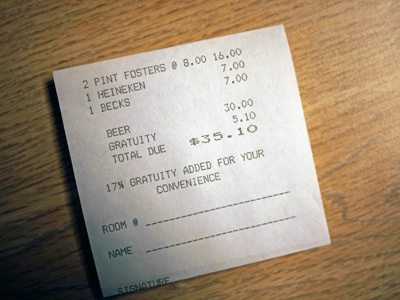 2 PINT FOSTERS @ 8.00 16.00
1 HEINEKEN 7.00
1 BECKS 7.00
BEER 30.00
GRATUITY 5.10
TOTAL DUE $35.10
17% GRATUITY ADDED FOR YOUR
CONVENIENCE
ROOM # ____________________
NAME ____________________
SIGNATURE